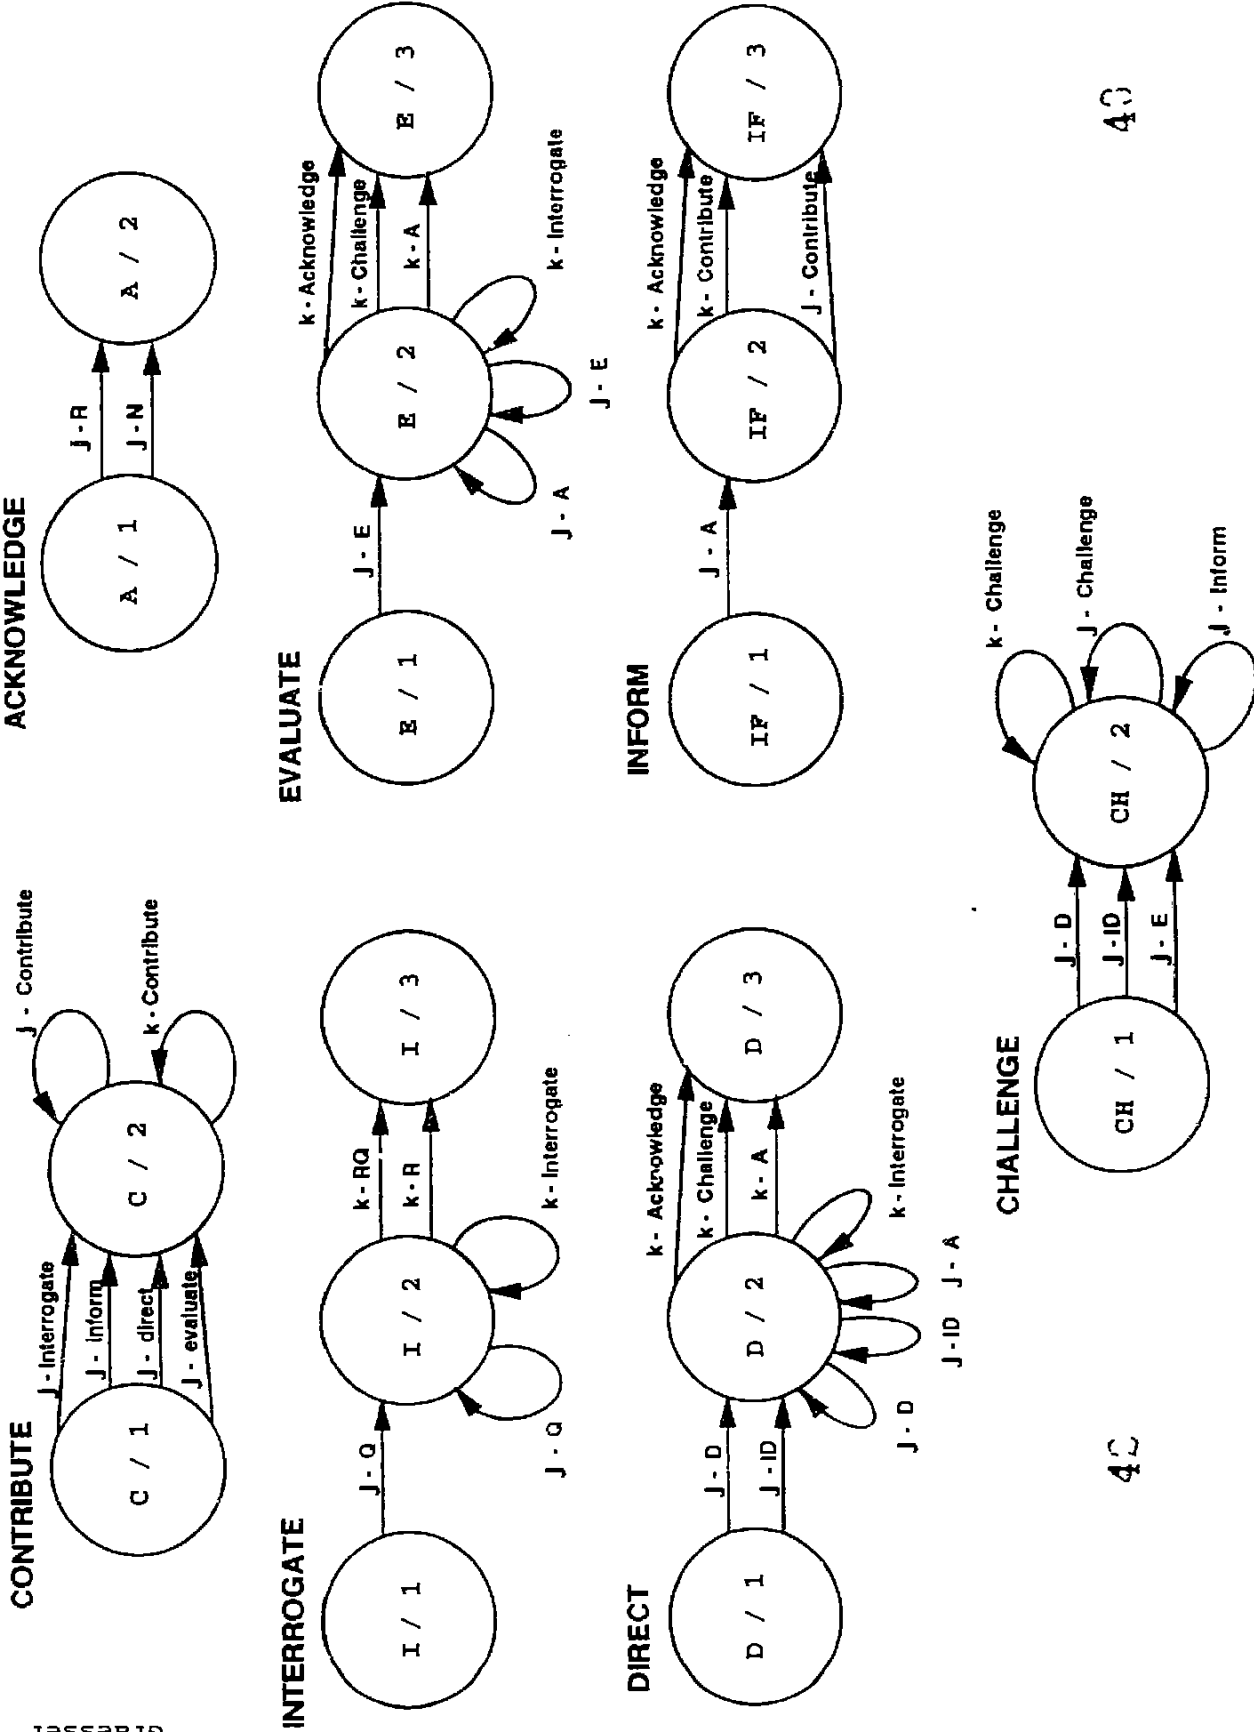 CONTRIBUTE
C / 1
J - Interrogate
J - inform
J - direct
J - evaluate
C / 2
j - Contribute
k - Contribute
ACKNOWLEDGE
A / 1
J - R
J - N
A / 2
INTERROGATE
I / 1
J - Q
I / 2
k - RQ
k - R
J - Q
k - Interrogate
I / 3
EVALUATE
E / 1
J - E
E / 2
k - Acknowledge
k - Challenge
k - A
J - A
J - E
k - Interrogate
E / 3
DIRECT
D / 1
J - D
J - ID
D / 2
k - Acknowledge
k - Challenge
k - A
J - D
J - ID
J - A
k - Interrogate
D / 3
INFORM
IF / 1
J - A
IF / 2
k - Acknowledge
k - Contribute
J - Contribute
IF / 3
CHALLENGE
CH / 1
J - D
J - ID
J - E
CH / 2
k - Challenge
J - Challenge
J - Inform